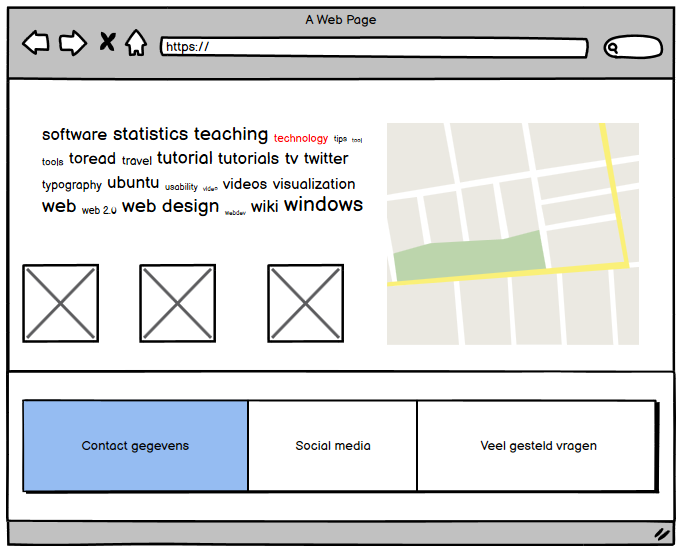 A Web Page
https://
software statistics teaching technology tips tool
tools toread travel tutorial tutorials tv twitter
typography ubuntu usability video videos visualization
web web 2.0 web design webdev wiki windows
Contact gegevens
Social media
Veel gesteld vragen